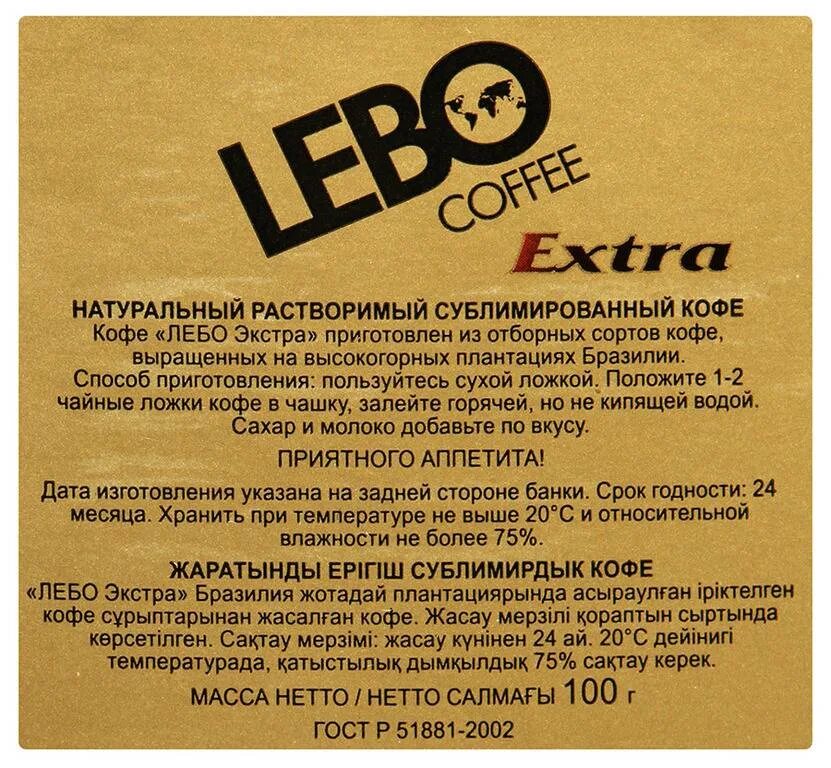 LEBO
COFFEE
Extra
НАТУРАЛЬНЫЙ РАСТВОРИМЫЙ СУБЛИМИРОВАННЫЙ КОФЕ
Кофе «ЛЕБО Экстра» приготовлен из отборных сортов кофе,
выращенных на высокогорных плантациях Бразилии.
Способ приготовления: пользуйтесь сухой ложкой. Положите 1-2
чайные ложки кофе в чашку, залейте горячей, но не кипящей водой.
Сахар и молоко добавьте по вкусу.
ПРИЯТНОГО АППЕТИТА!
Дата изготовления указана на задней стороне банки. Срок годности: 24
месяца. Хранить при температуре не выше 20°С и относительной
влажности не более 75%.
ЖАРАТЫНДЫ ЕРІГІШ СУБЛИМИРДЫК КОФЕ
«ЛЕБО Экстра» Бразилия жотадай плантациярында асыраулған іріктелген
кофе сұрыптарынан жасалған кофе. Жасау мерзілі қораптын сыртында
көрсетілген. Сақтау мерзімі: жасау күнінен 24 ай. 20°С дейінигі
температурада, қатыстылық дымқылдық 75% сақтау керек.
МАССА НЕТТО / НЕТТО САЛМАҒЫ 100 г
ГОСТ Р 51881-2002